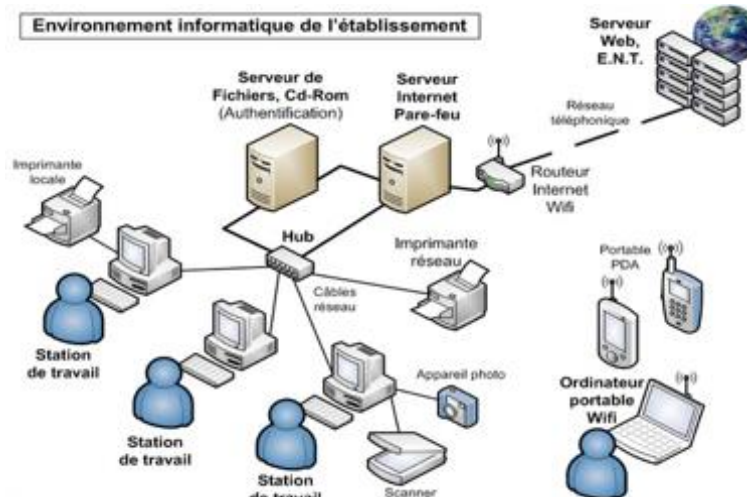 Environnement informatique de l'établissement
Serveur
Web,
E.N.T.
Serveur de
Fichiers, Cd-Rom
(Authentification)
Serveur
Internet
Pare-feu
Réseau
téléphonique
Imprimante
locale
Routeur
Internet
Wifi
Hub
Imprimante
réseau
Portable
PDA
Câbles
réseau
Station
de travail
Appareil photo
Ordinateur
portable
Wifi
Station
de travail
Station
de travail
Scanner